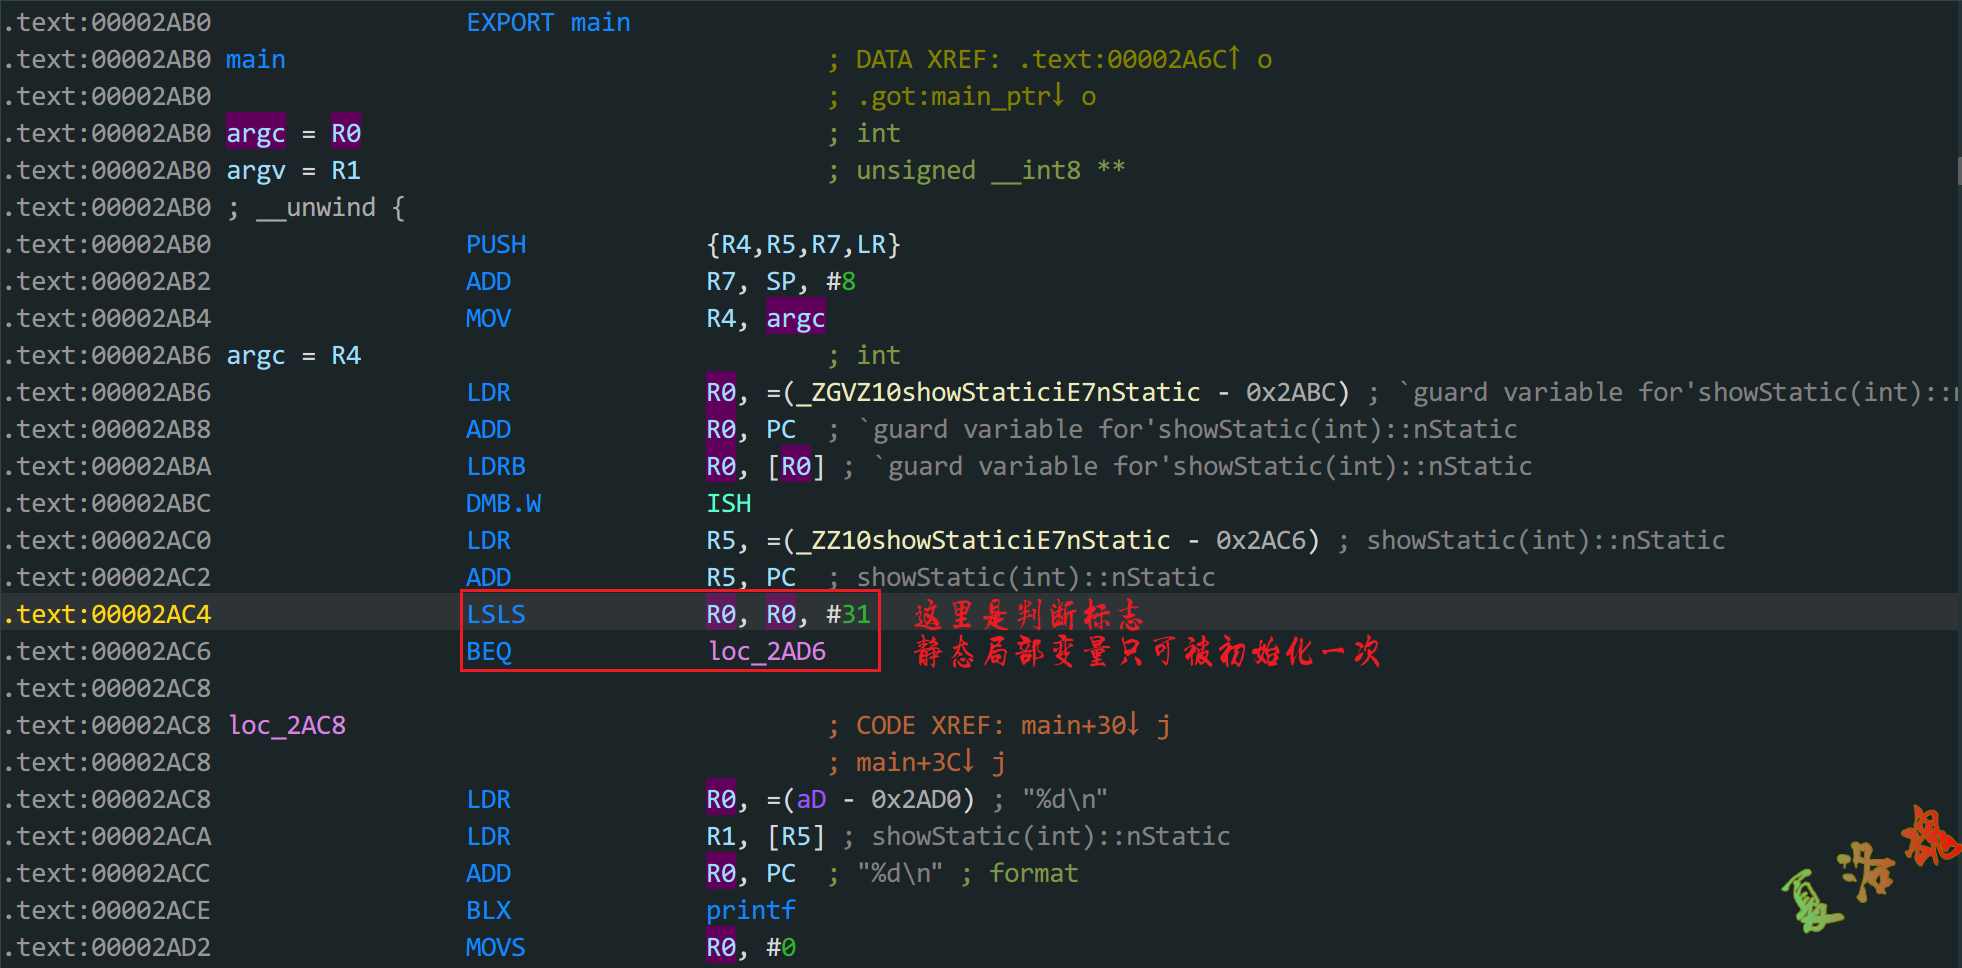 .text:00002AB0 EXPORT main
.text:00002AB0 main ; DATA XREF: .text:00002A6C↑ o
.text:00002AB0 ; .got:main_ptr↓ o
.text:00002AB0 argc = R0 ; int
.text:00002AB0 argv = R1 ; unsigned __int8 **
.text:00002AB0 ; __unwind {
.text:00002AB0 PUSH {R4,R5,R7,LR}
.text:00002AB2 ADD R7, SP, #8
.text:00002AB4 MOV R4, argc
.text:00002AB6 argc = R4 ; int
.text:00002AB6 LDR R0, =(_ZGVZ10showStaticiE7nStatic - 0x2ABC) ; `guard variable for'showStatic(int)::
.text:00002AB8 ADD R0, PC ; `guard variable for'showStatic(int)::nStatic
.text:00002ABA LDRB R0, [R0] ; `guard variable for'showStatic(int)::nStatic
.text:00002ABC DMB.W ISH
.text:00002AC0 LDR R5, =(_ZZ10showStaticiE7nStatic - 0x2AC6) ; showStatic(int)::nStatic
.text:00002AC2 ADD R5, PC ; showStatic(int)::nStatic
.text:00002AC4 LSLS R0, R0, #31 这里是判断标志
.text:00002AC6 BEQ loc_2AD6 静态局部变量只可被初始化一次
.text:00002AC8
.text:00002AC8 loc_2AC8 ; CODE XREF: main+30↓ j
.text:00002AC8 ; main+3C↓ j
.text:00002AC8 LDR R0, =(aD - 0x2AD0) ; "%d\n"
.text:00002ACA LDR R1, [R5] ; showStatic(int)::nStatic
.text:00002ACC ADD R0, PC ; "%d\n" ; format
.text:00002ACE BLX printf
.text:00002AD2 MOVS R0, #0
夏洛魂